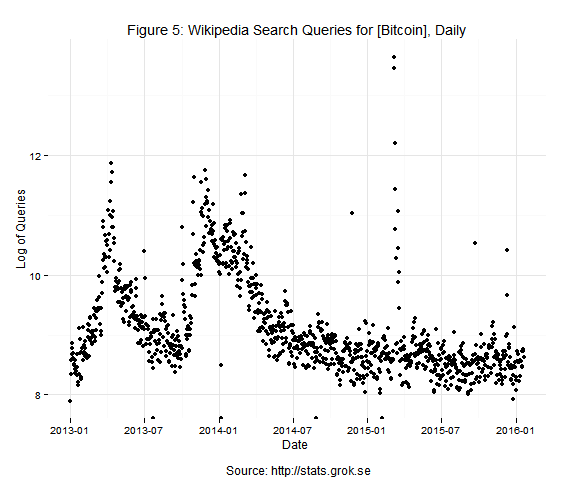 Figure 5: Wikipedia Search Queries for [Bitcoin], Daily
12
10
8
Log of Queries
2013-01 2013-07 2014-01 2014-07 2015-01 2015-07 2016-01
Date
Source: http://stats.grok.se